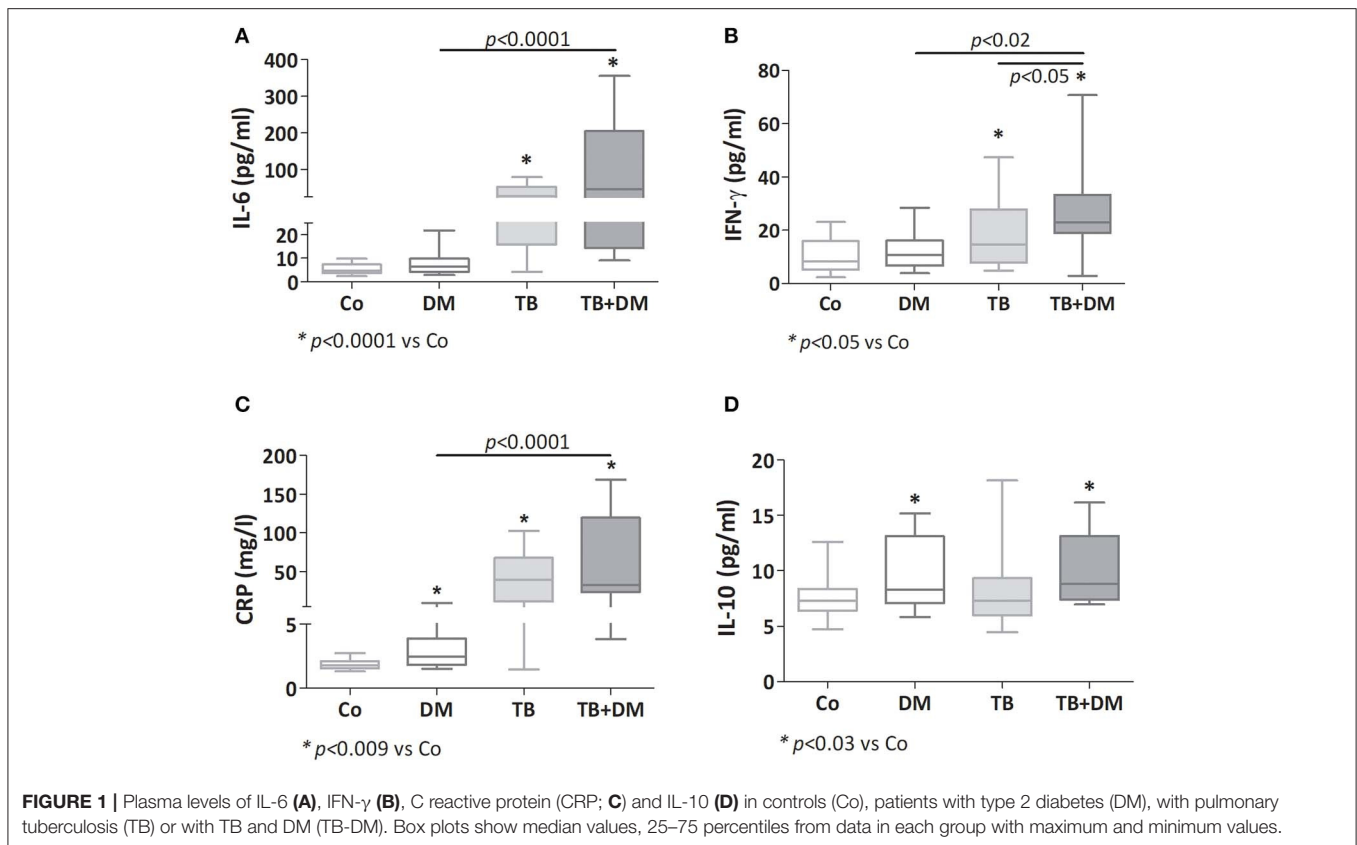 A
p<0.0001
*
*
IL-6 (pg/ml)
400
300
200
100
20
10
0
Co DM TB TB+DM
* p<0.0001 vs Co
B
p<0.02
p<0.05 *
*
IFN-γ (pg/ml)
80
60
40
20
0
Co DM TB TB+DM
* p<0.05 vs Co
C
p<0.0001
*
*
*
CRP (mg/l)
200
150
100
50
5
0
Co DM TB TB+DM
* p<0.009 vs Co
D
*
*
IL-10 (pg/ml)
20
15
10
5
0
Co DM TB TB+DM
* p<0.03 vs Co
FIGURE 1 | Plasma levels of IL-6 (A), IFN-γ (B), C reactive protein (CRP; C) and IL-10 (D) in controls (Co), patients with type 2 diabetes (DM), with pulmonary
tuberculosis (TB) or with TB and DM (TB-DM). Box plots show median values, 25–75 percentiles from data in each group with maximum and minimum values.